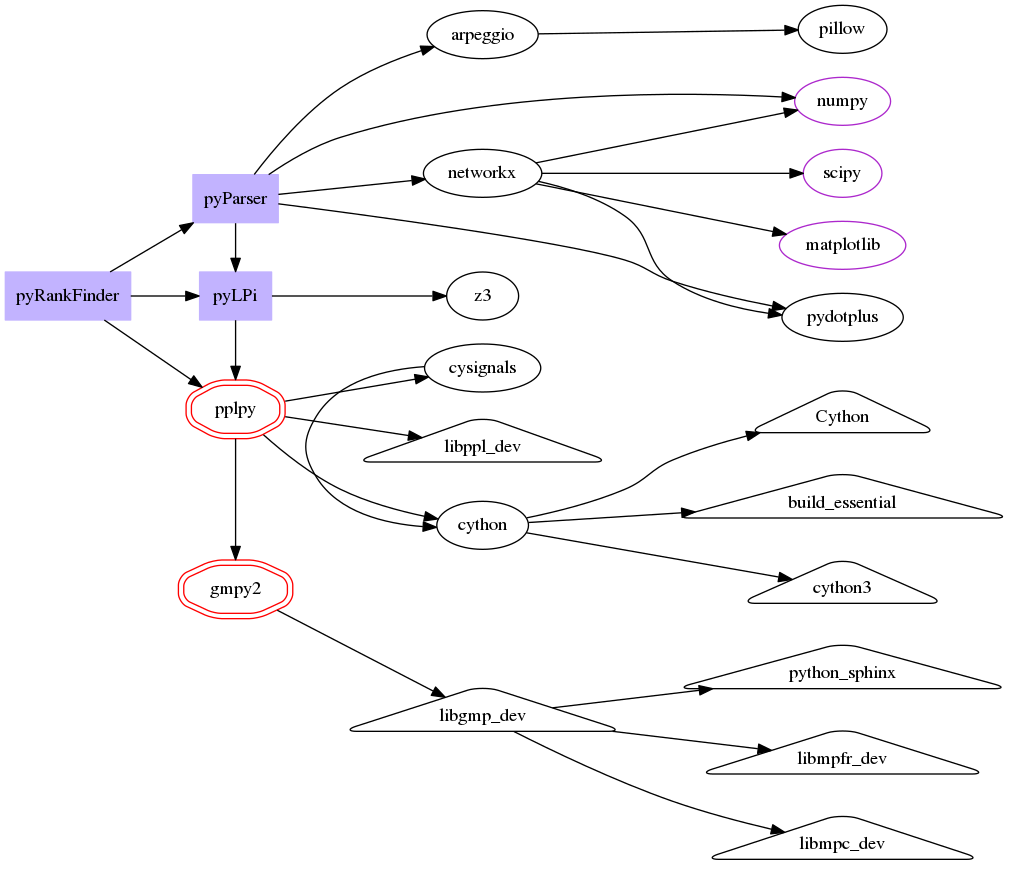 arpeggio
pillow
numpy
networkx
scipy
pyParser
matplotlib
pyRankFinder
pyLPi
z3
pydotplus
cysignals
pplpy
Cython
libppl_dev
build_essential
cython
gmpy2
cython3
python_sphinx
libgmp_dev
libmpfr_dev
libmpc_dev